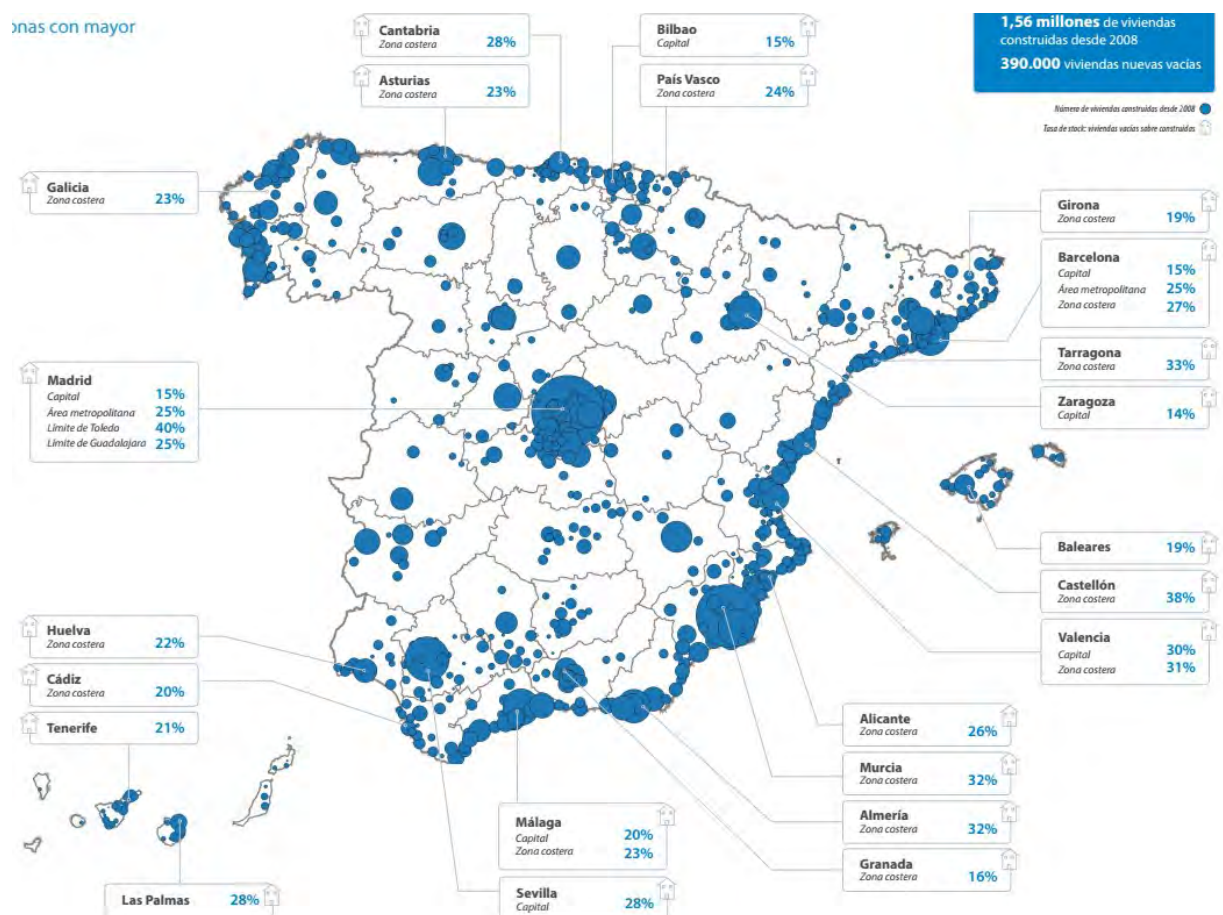 onas con mayor
Cantabria
Zona costera 28%
Bilbao
Capital 15%
1,56 millones de viviendas
construidas desde 2008
390.000 viviendas nuevas vacías
Asturias
Zona costera 23%
País Vasco
Zona costera 24%
Número de viviendas construidas desde 2008
Tasa de stock: viviendas vacías sobre construidas
Galicia
Zona costera 23%
Girona
Zona costera 19%
Barcelona
Capital 15%
Área metropolitana 25%
Zona costera 27%
Tarragona
Zona costera 33%
Zaragoza
Capital 14%
Madrid
Capital 15%
Área metropolitana 25%
Límite de Toledo 40%
Límite de Guadalajara 25%
Baleares 19%
Castellón
Zona costera 38%
Valencia
Capital 30%
Zona costera 31%
Huelva
Zona costera 22%
Cádiz
Zona costera 20%
Tenerife 21%
Alicante
Zona costera 26%
Murcia
Zona costera 32%
Almería
Zona costera 32%
Granada
Zona costera 16%
Málaga
Capital 20%
Zona costera 23%
Sevilla
Capital 28%
Las Palmas 28%